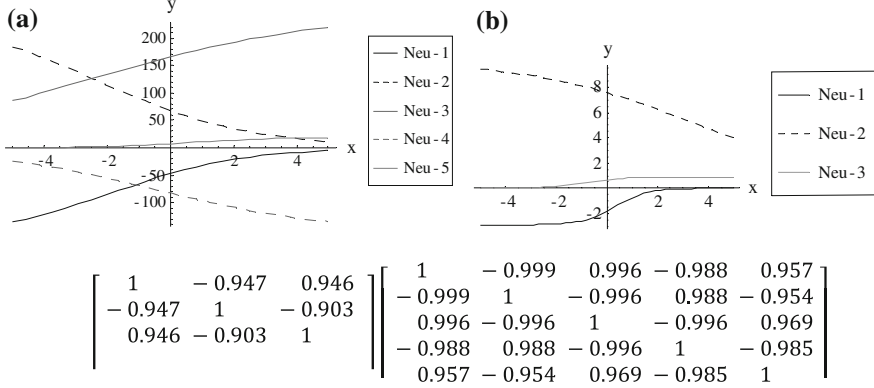 (a)
y
200
150
100
50
-4
-2
2
4
x
-50
-100
Neu - 1
Neu - 2
Neu - 3
Neu - 4
Neu - 5
(b)
y
8
6
4
2
-4
-2
2
4
x
-2
Neu - 1
Neu - 2
Neu - 3
1 − 0.947 0.946
− 0.947 1 − 0.903
0.946 − 0.903 1
1 − 0.999 0.996 − 0.988 0.957
− 0.999 1 − 0.996 0.988 − 0.954
0.996 − 0.996 1 − 0.996 0.969
− 0.988 0.988 − 0.996 1 − 0.985
0.957 − 0.954 0.969 − 0.985 1